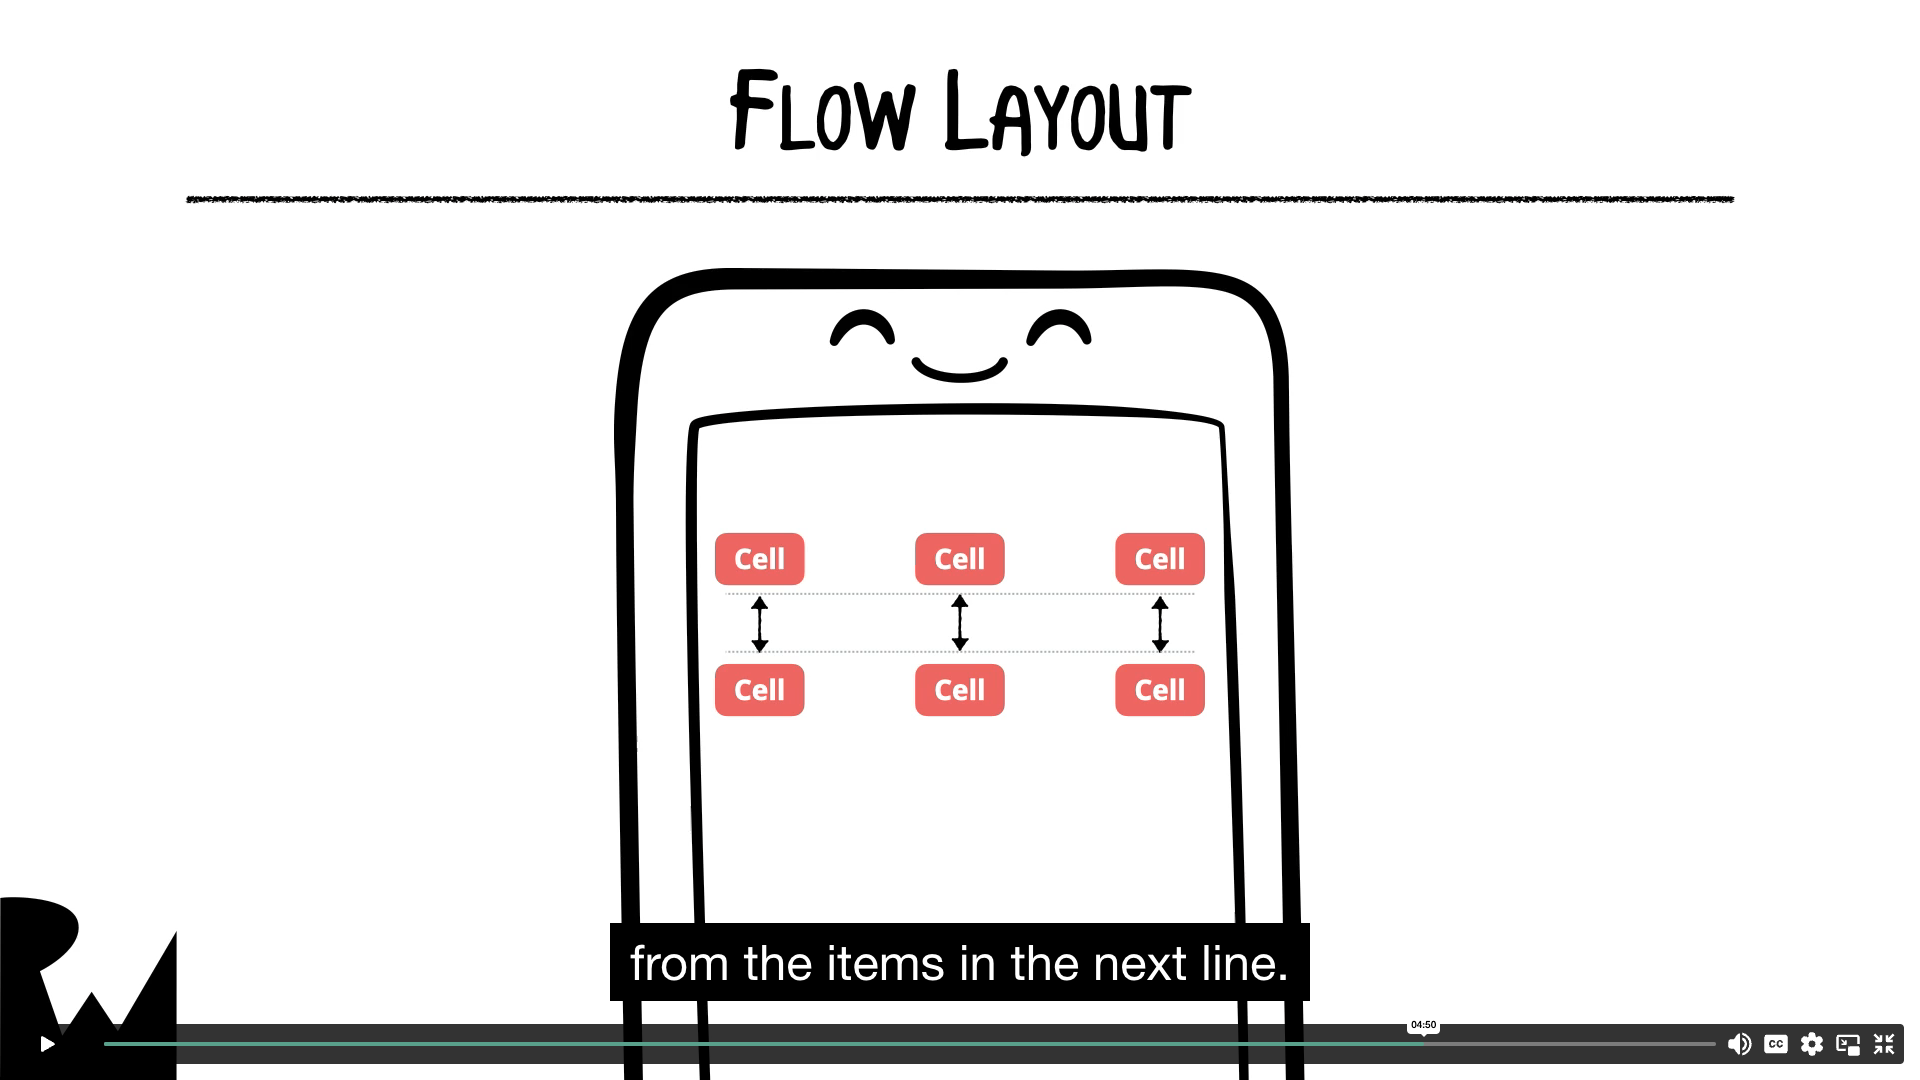 FLOW LAYOUT
Cell Cell Cell
Cell Cell Cell
from the items in the next line.
04:50
CC